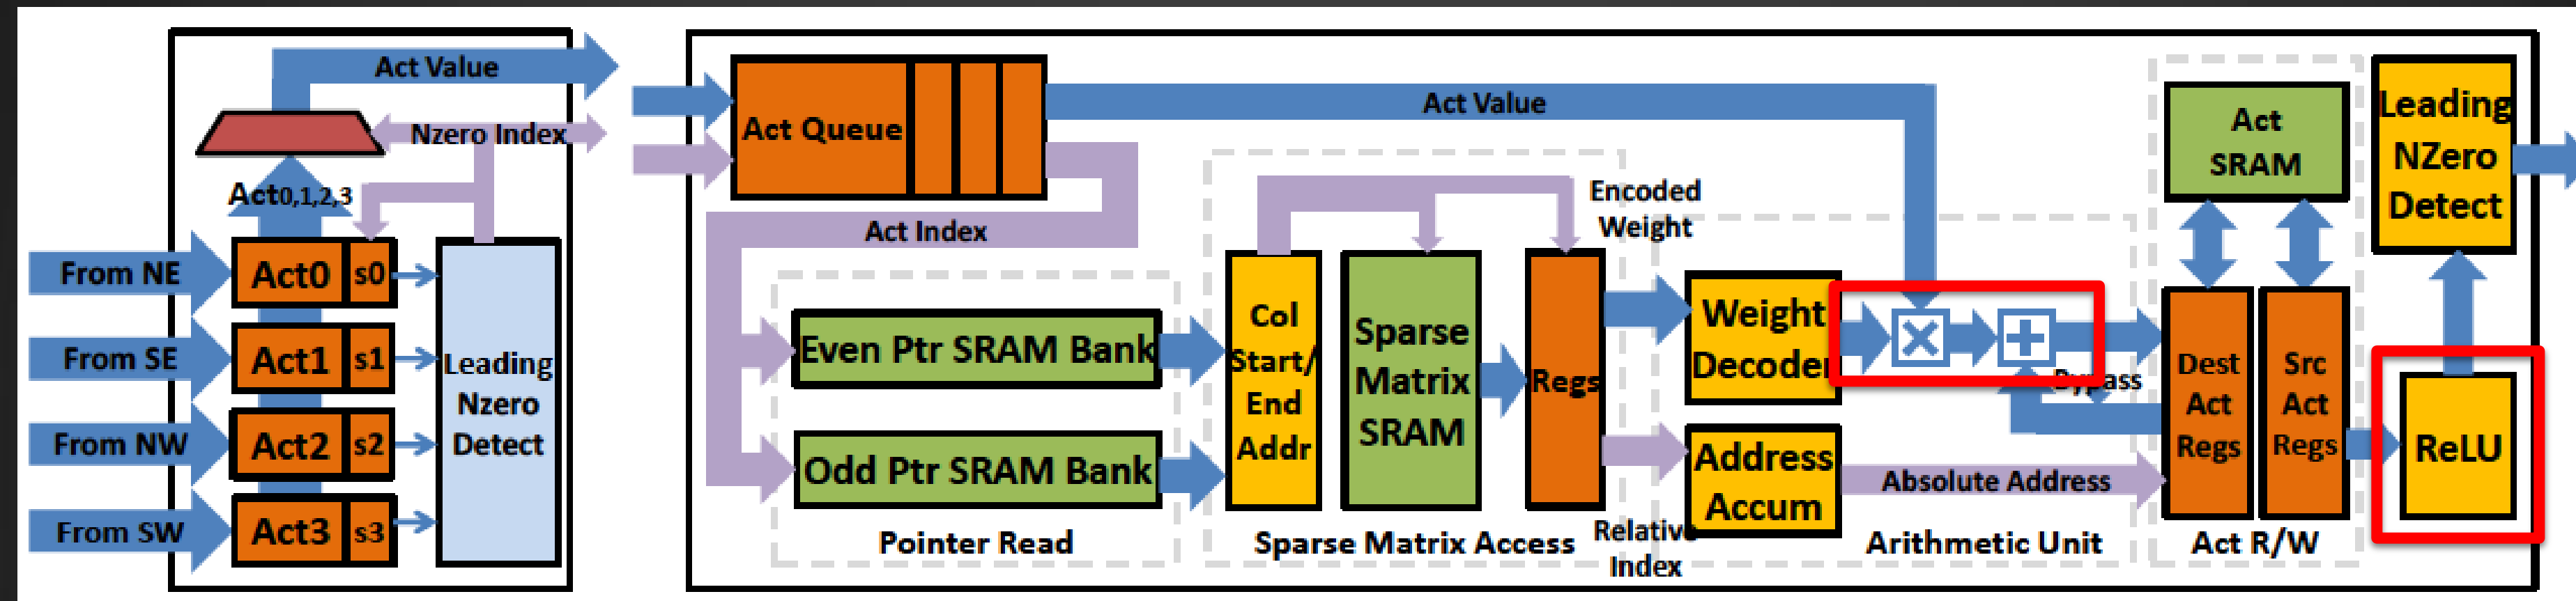 Act Value
Nzero Index
Act0,1,2,3
From NE
Act0
s0
From SE
Act1
s1
From NW
Act2
s2
From SW
Act3
s3
Leading
Nzero
Detect
Act Queue
Act Value
Act Index
Even Ptr SRAM Bank
Odd Ptr SRAM Bank
Pointer Read
Col
Start/
End
Addr
Sparse
Matrix
SRAM
Regs
Sparse Matrix Access
Encoded
Weight
Relative
Index
Weight
Decoder
Address
Accum
Bypass
Absolute Address
Arithmetic Unit
Act
SRAM
Dest
Act
Regs
Src
Act
Regs
Act R/W
Leading
NZero
Detect
ReLU